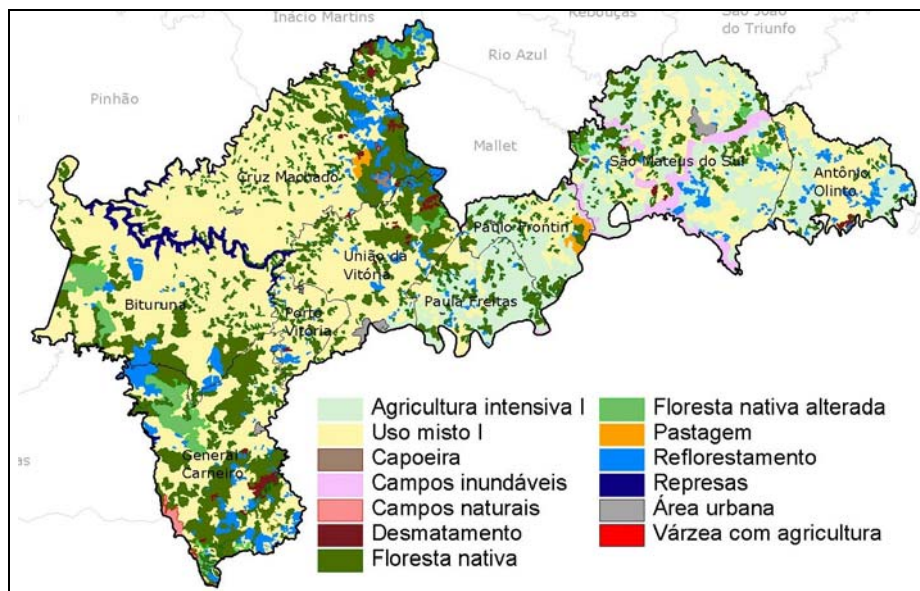 Inácio Martins
Rebouças
São João
do Triunfo
Rio Azul
Pinhão
Mallet
Cruz Machado
São Mateus do Sul
Antônio
Olinto
Paulo Frontin
União da
Vitória
Bituruna
Porto
Vitória
Paula Freitas
General
Carneiro
as
Agricultura intensiva I
Uso misto I
Capoeira
Campos inundáveis
Campos naturais
Desmatamento
Floresta nativa
Floresta nativa alterada
Pastagem
Reflorestamento
Represas
Área urbana
Várzea com agricultura